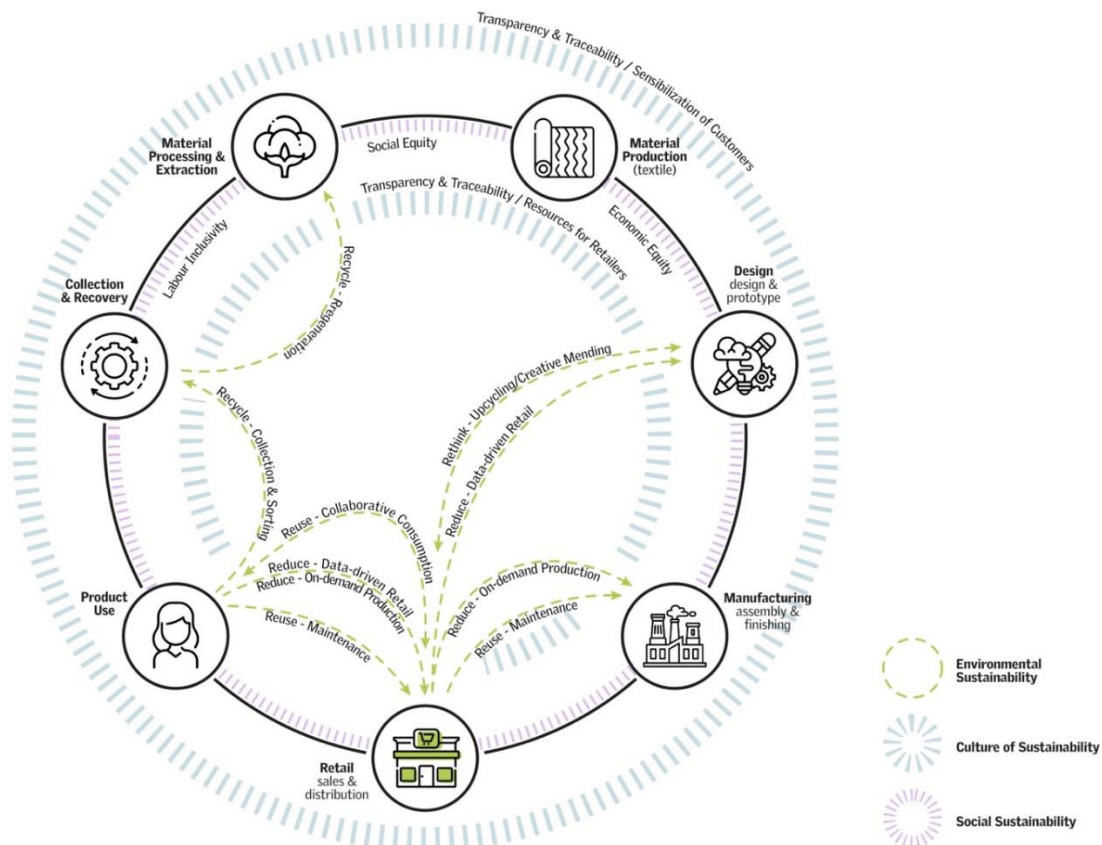 Transparency & Traceability / Sensibilization of Customers
Material
Processing &
Extraction
Social Equity
Material
Production
(textile)
Transparency & Traceability / Resources for Retailers
Labour Inclusivity
Economic Equity
Collection
& Recovery
Recycle - Rregeneration
Design
design &
prototype
Rethink - Upcycling/Creative Mending
Reduce - Data-driven Retail
Recycle - Collection & Sorting
Reuse - Collaborative Consumption
Reduce - Data-driven Retail
Reduce - On-demand Production
Reuse - Maintenance
Reduce - On-demand Production
Reuse - Maintenance
Product
Use
Manufacturing
assembly &
finishing
Retail
sales &
distribution
Environmental
Sustainability
Culture of Sustainability
Social Sustainability